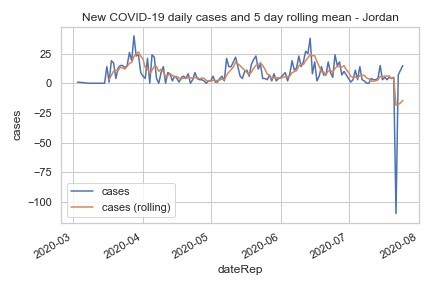 New COVID-19 daily cases and 5 day rolling mean - Jordan
25
0
−25
−50
−75
−100
cases
cases
cases (rolling)
2020-03
2020-04
2020-05
2020-06
2020-07
2020-08
dateRep